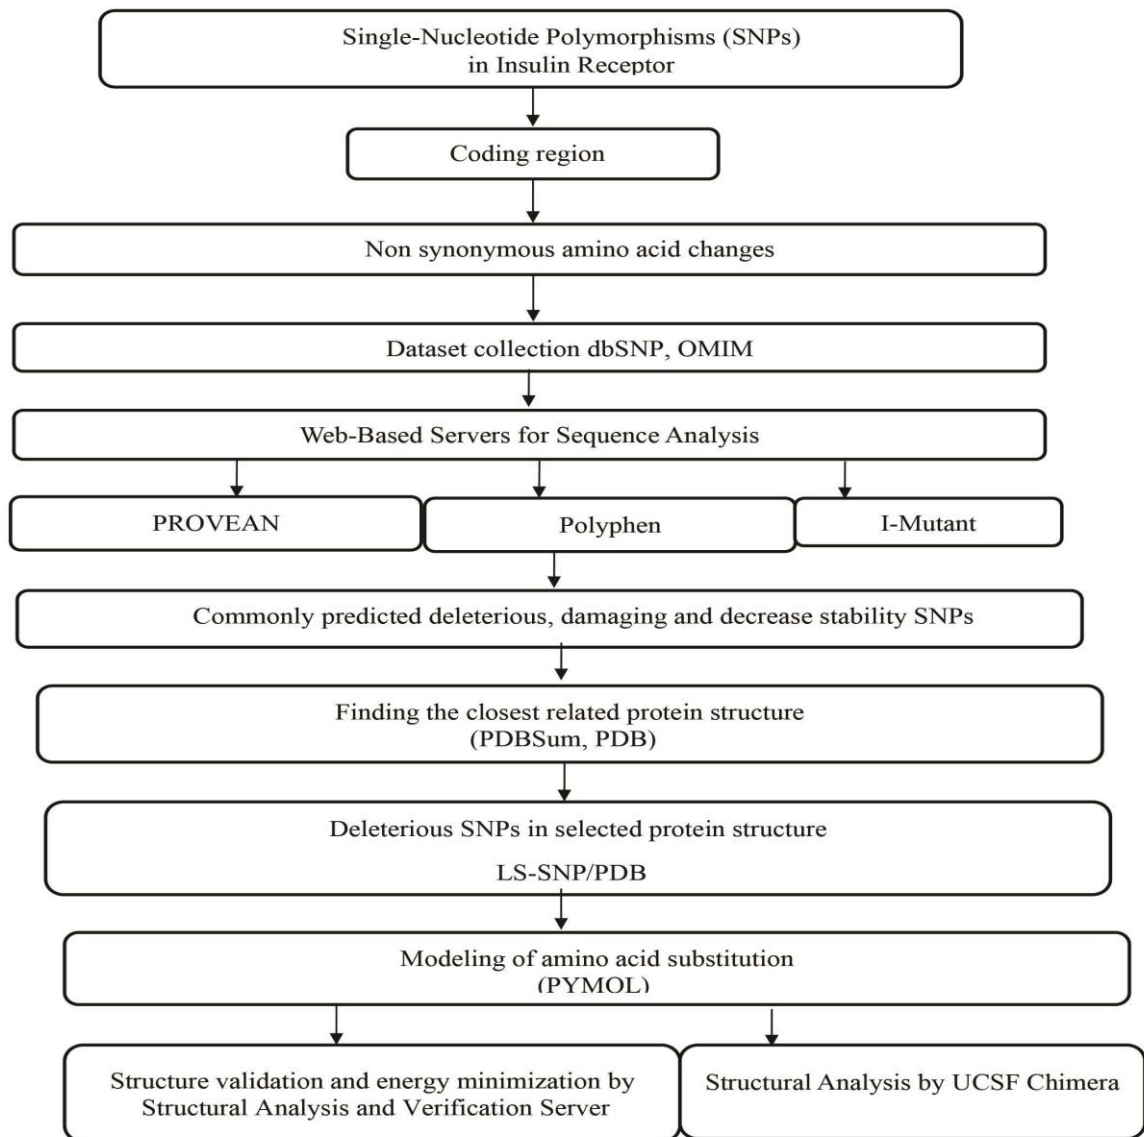 Single-Nucleotide Polymorphisms (SNPs)
in Insulin Receptor
Coding region
Non synonymous amino acid changes
Dataset collection dbSNP, OMIM
Web-Based Servers for Sequence Analysis
PROVEAN
Polyphen
I-Mutant
Commonly predicted deleterious, damaging and decrease stability SNPs
Finding the closest related protein structure
(PDBSum, PDB)
Deleterious SNPs in selected protein structure
LS-SNP/PDB
Modeling of amino acid substitution
(PYMOL)
Structure validation and energy minimization by
Structural Analysis and Verification Server
Structural Analysis by UCSF Chimera